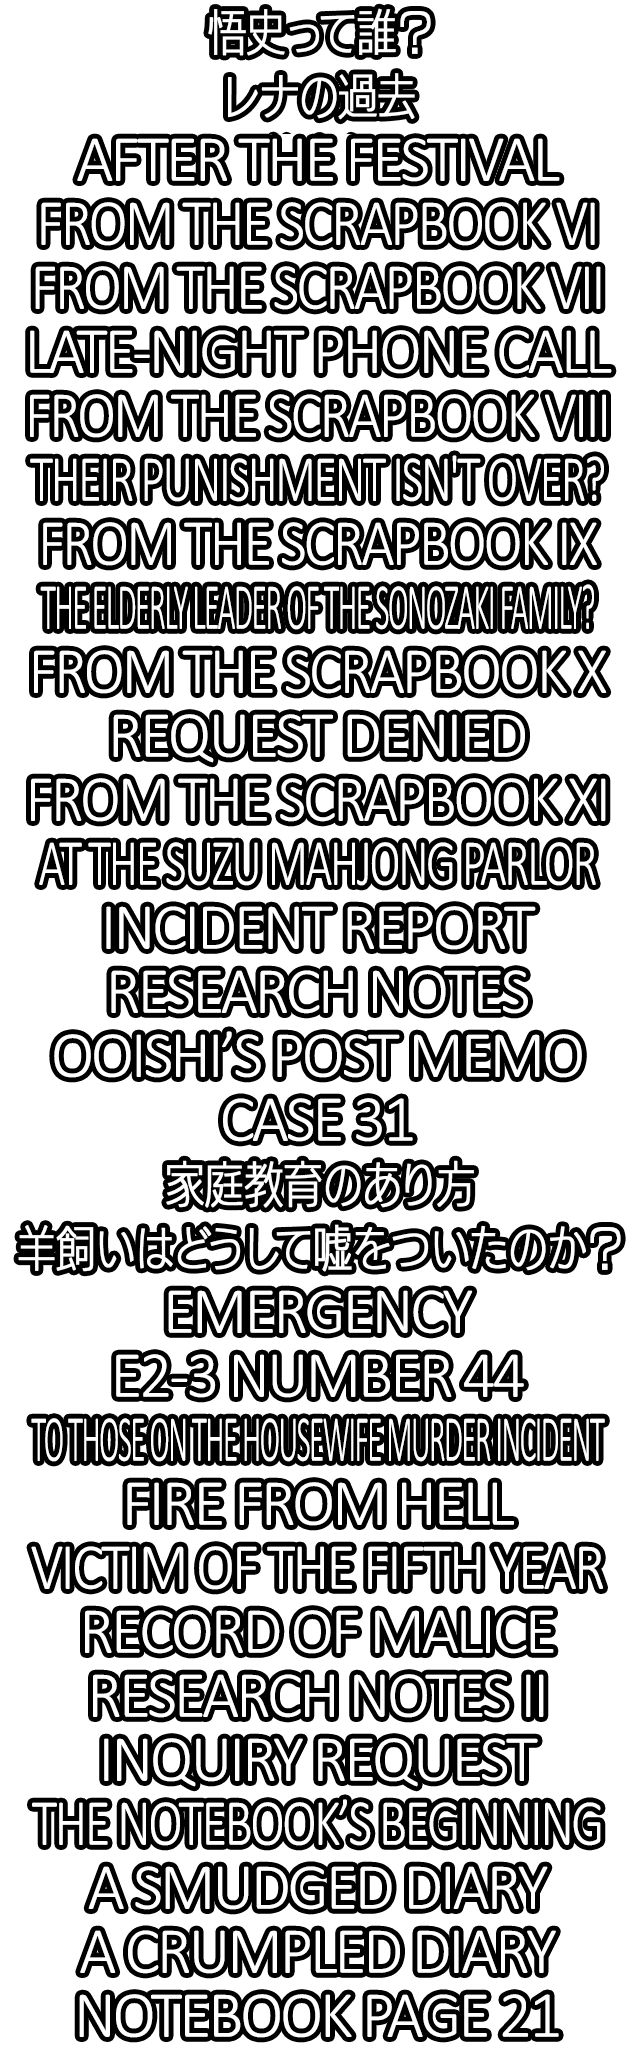 悟史って誰？
レナの過去
AFTER THE FESTIVAL
FROM THE SCRAPBOOK VI
FROM THE SCRAPBOOK VII
LATE-NIGHT PHONE CALL
FROM THE SCRAPBOOK VIII
THEIR PUNISHMENT ISN'T OVER?
FROM THE SCRAPBOOK IX
THE ELDERLY LEADER OF THE SONOZAKI FAMILY?
FROM THE SCRAPBOOK X
REQUEST DENIED
FROM THE SCRAPBOOK XI
AT THE SUZU MAHJONG PARLOR
INCIDENT REPORT
RESEARCH NOTES
OOISHI’S POST MEMO
CASE 31
家庭教育のあり方
羊飼いはどうして嘘をついたのか？
EMERGENCY
E2-3 NUMBER 44
TO THOSE ON THE HOUSEWIFE MURDER INCIDENT
FIRE FROM HELL
VICTIM OF THE FIFTH YEAR
RECORD OF MALICE
RESEARCH NOTES II
INQUIRY REQUEST
THE NOTEBOOK’S BEGINNING
A SMUDGED DIARY
A CRUMPLED DIARY
NOTEBOOK PAGE 21